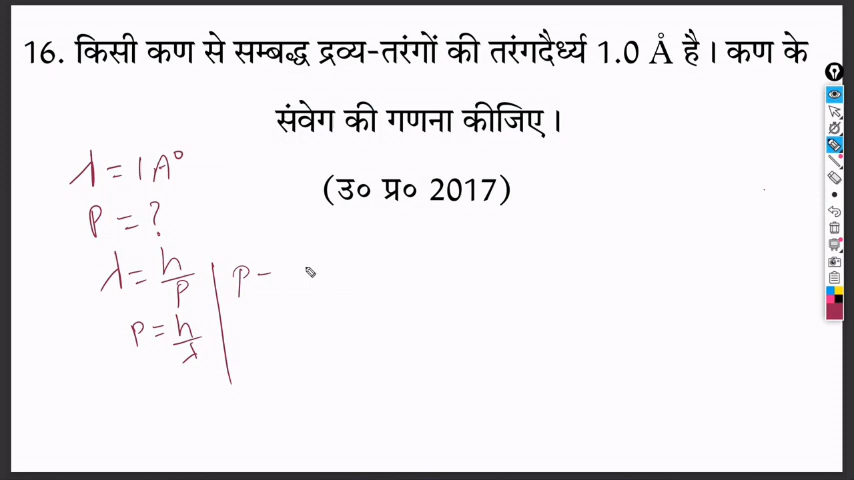 16. किसी कण से सम्बद्ध द्रव्य-तरंगों की तरंगदैर्ध्य 1.0 Å है। कण के
संवेग की गणना कीजिए।
(उ० प्र० 2017)
λ = 1 A°
P = ?
λ = h/P
P = h/λ
P -